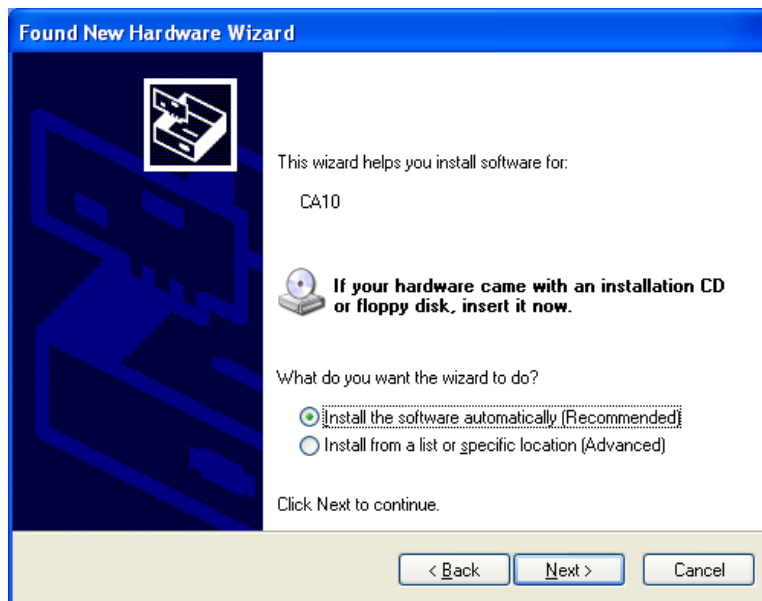 Found New Hardware Wizard
This wizard helps you install software for:
CA10
If your hardware came with an installation CD
or floppy disk, insert it now.
What do you want the wizard to do?
Install the software automatically (Recommended)
Install from a list or specific location (Advanced)
Click Next to continue.
< Back
Next >
Cancel